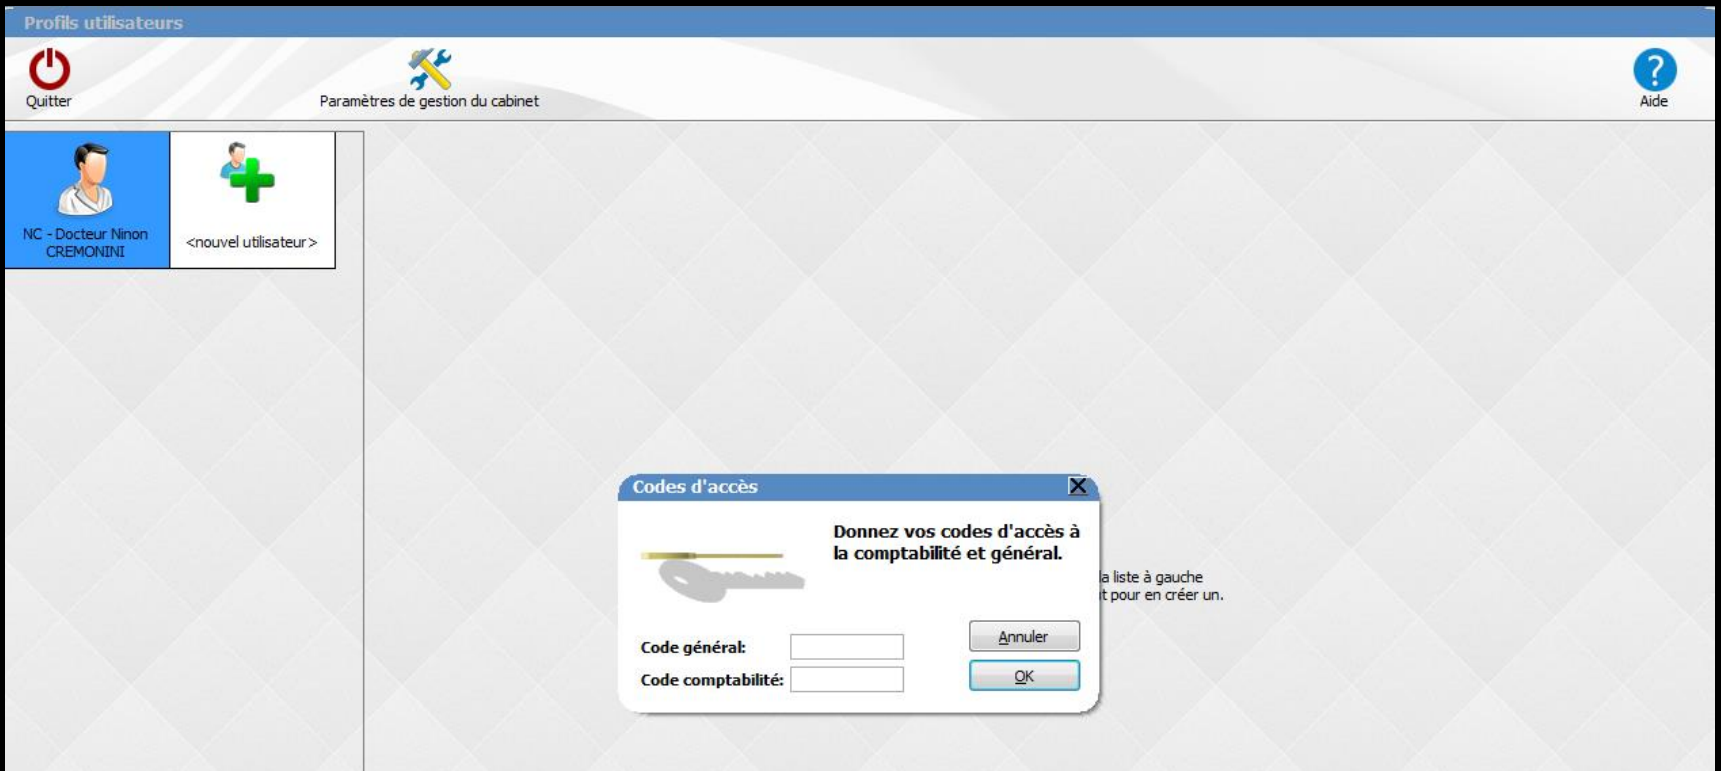 Profils utilisateurs
Quitter
Paramètres de gestion du cabinet
Aide
NC - Docteur Ninon
CREMONINI
<nouvel utilisateur>
Codes d'accès
Donnez vos codes d'accès à
la comptabilité et général.
la liste à gauche
t pour en créer un.
Code général:
Annuler
Code comptabilité:
OK